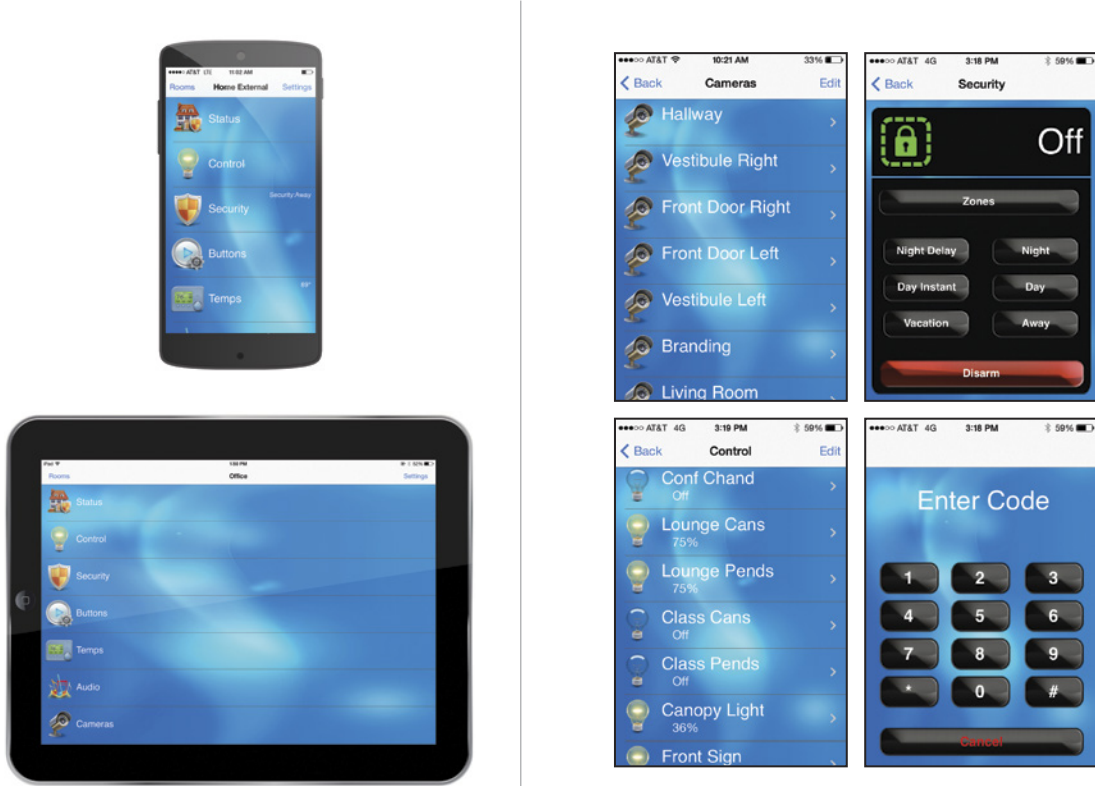 AT&T LTE 11:02 AM
Rooms Home External Settings
Status
Control
Security Away
Security
Buttons
69°
Temps
iPad 1:00 PM 52%
Rooms Office Settings
Status
Control
Security
Buttons
Temps
Audio
Cameras
AT&T 10:21 AM 33%
Back Cameras Edit
Hallway
Vestibule Right
Front Door Right
Front Door Left
Vestibule Left
Branding
Living Room
AT&T 4G 3:18 PM 59%
Back Security
Off
Zones
Night Delay Night
Day Instant Day
Vacation Away
Disarm
AT&T 4G 3:19 PM 59%
Back Control Edit
Conf Chand
Off
Lounge Cans
75%
Lounge Pends
75%
Class Cans
Off
Class Pends
Off
Canopy Light
36%
Front Sign
AT&T 4G 3:18 PM 59%
Enter Code
1 2 3
4 5 6
7 8 9
* 0 #
Cancel